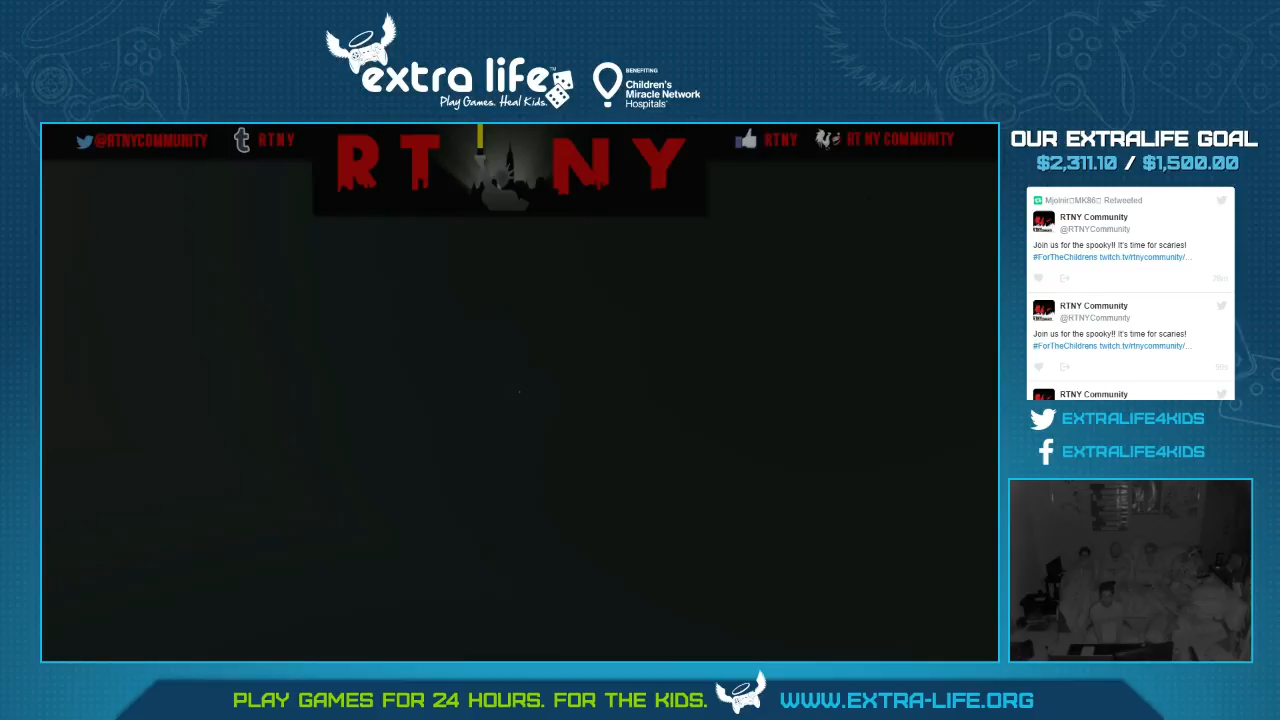 extra life™
Play Games. Heal Kids.
BENEFITING
Children's
Miracle Network
Hospitals
@RTNYCOMMUNITY
RTNY
RT NY
RTNY
RT NY COMMUNITY
OUR EXTRALIFE GOAL
$2,311.10 / $1,500.00
Mjolnir□MK86□ Retweeted
RTNY Community
@RTNYCommunity
Join us for the spooky!! It's time for scaries!
#ForTheChildrens twitch.tv/rtnycommunity/...
26m
RTNY Community
@RTNYCommunity
Join us for the spooky!! It's time for scaries!
#ForTheChildrens twitch.tv/rtnycommunity/...
RTNY Community
EXTRALIFE4KIDS
EXTRALIFE4KIDS
PLAY GAMES FOR 24 HOURS. FOR THE KIDS.
WWW.EXTRA-LIFE.ORG